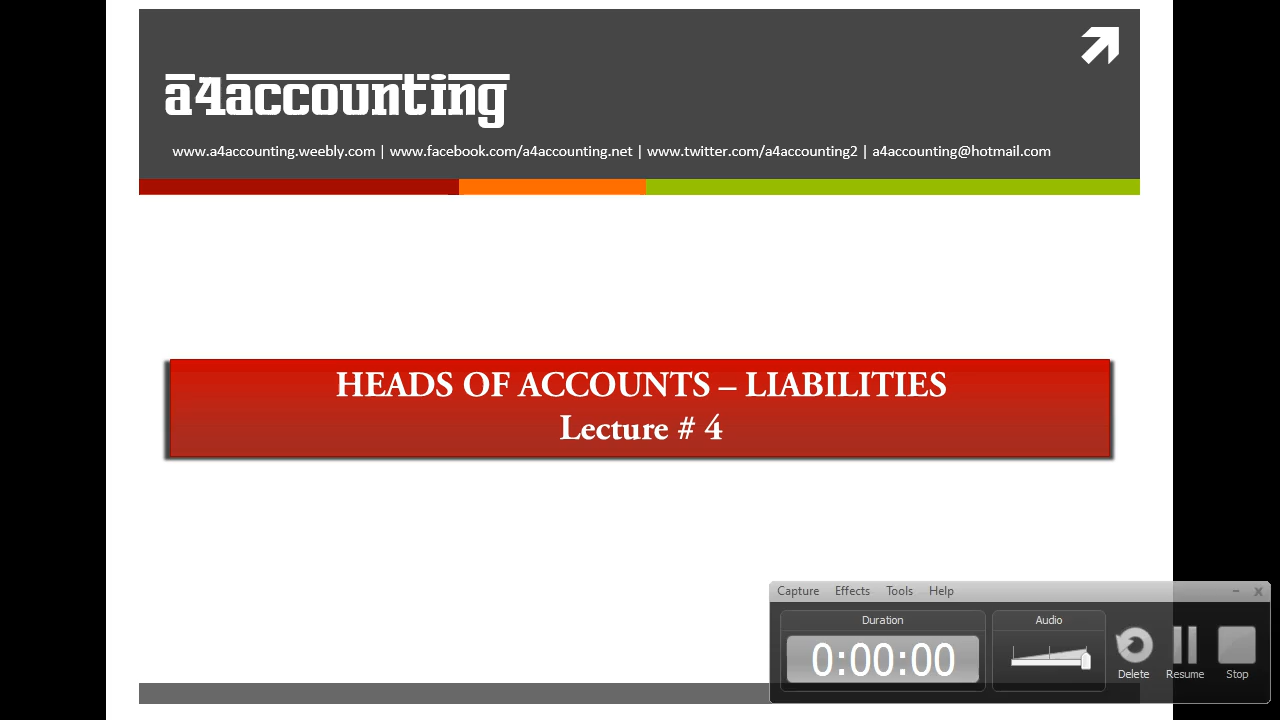 a4accounting
www.a4accounting.weebly.com | www.facebook.com/a4accounting.net | www.twitter.com/a4accounting2 | a4accounting@hotmail.com
HEADS OF ACCOUNTS – LIABILITIES
Lecture # 4
Capture Effects Tools Help
Duration Audio
0:00:00
Delete Resume Stop